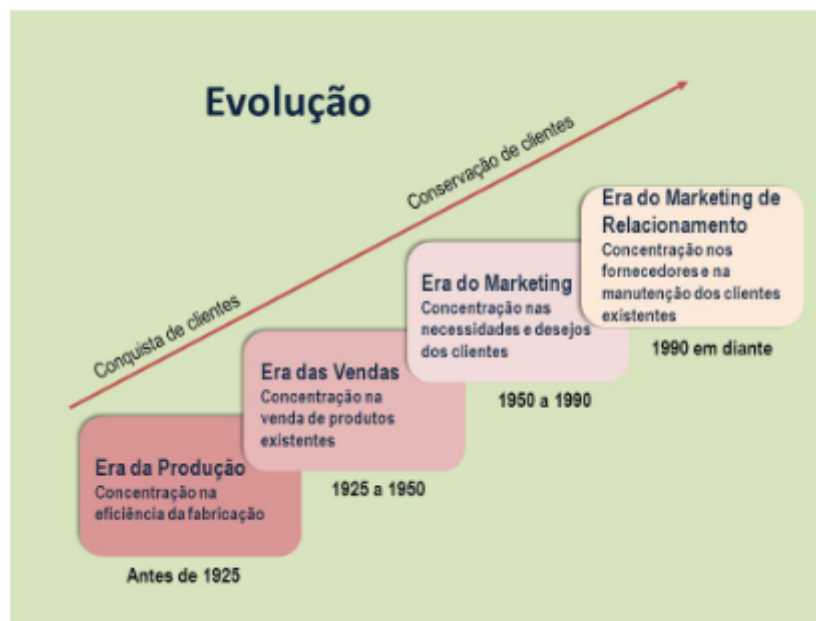 Evolução
Conquista de clientes
Conservação de clientes
Era da Produção
Concentração na
eficiência da fabricação
Antes de 1925
Era das Vendas
Concentração na
venda de produtos
existentes
1925 a 1950
Era do Marketing
Concentração nas
necessidades e desejos
dos clientes
1950 a 1990
Era do Marketing de
Relacionamento
Concentração nos
fornecedores e na
manutenção dos clientes
existentes
1990 em diante